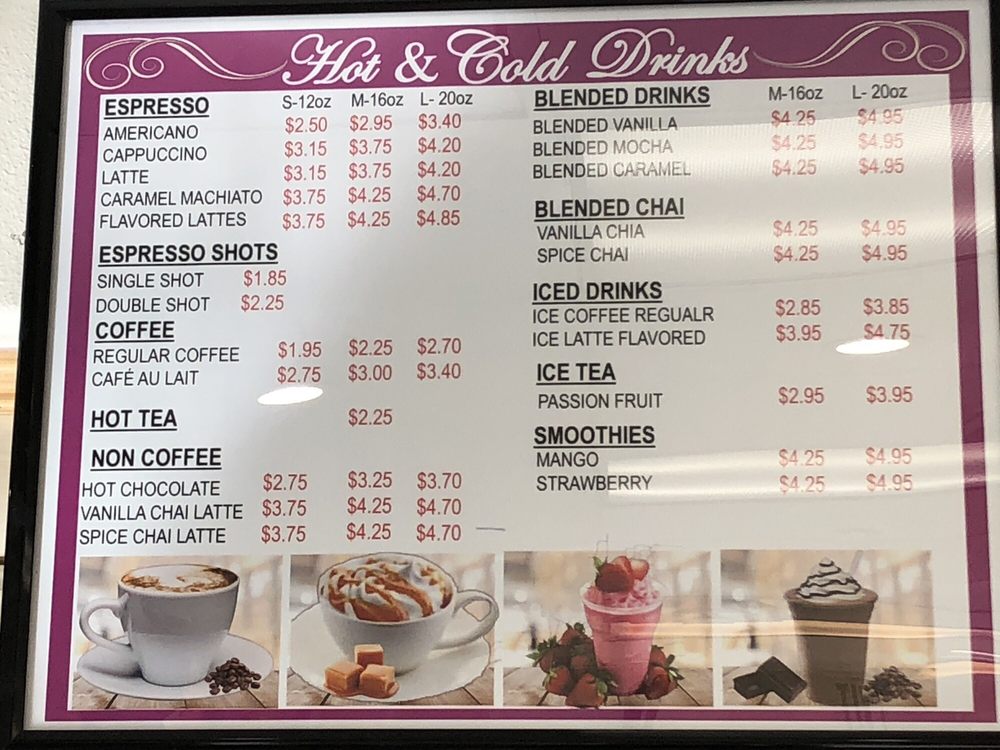 Hot & Cold Drinks
ESPRESSO S-12oz M-16oz L- 20oz
AMERICANO $2.50 $2.95 $3.40
CAPPUCCINO $3.15 $3.75 $4.20
LATTE $3.15 $3.75 $4.20
CARAMEL MACHIATO $3.75 $4.25 $4.70
FLAVORED LATTES $3.75 $4.25 $4.85
ESPRESSO SHOTS
SINGLE SHOT $1.85
DOUBLE SHOT $2.25
COFFEE
REGULAR COFFEE $1.95 $2.25 $2.70
CAFÉ AU LAIT $2.75 $3.00 $3.40
HOT TEA $2.25
NON COFFEE
HOT CHOCOLATE $2.75 $3.25 $3.70
VANILLA CHAI LATTE $3.75 $4.25 $4.70
SPICE CHAI LATTE $3.75 $4.25 $4.70
BLENDED DRINKS M-16oz L- 20oz
BLENDED VANILLA $4.25 $4.95
BLENDED MOCHA $4.25 $4.95
BLENDED CARAMEL $4.25 $4.95
BLENDED CHAI
VANILLA CHIA $4.25 $4.95
SPICE CHAI $4.25 $4.95
ICED DRINKS
ICE COFFEE REGUALR $2.85 $3.85
ICE LATTE FLAVORED $3.95 $4.75
ICE TEA
PASSION FRUIT $2.95 $3.95
SMOOTHIES
MANGO $4.25 $4.95
STRAWBERRY $4.25 $4.95